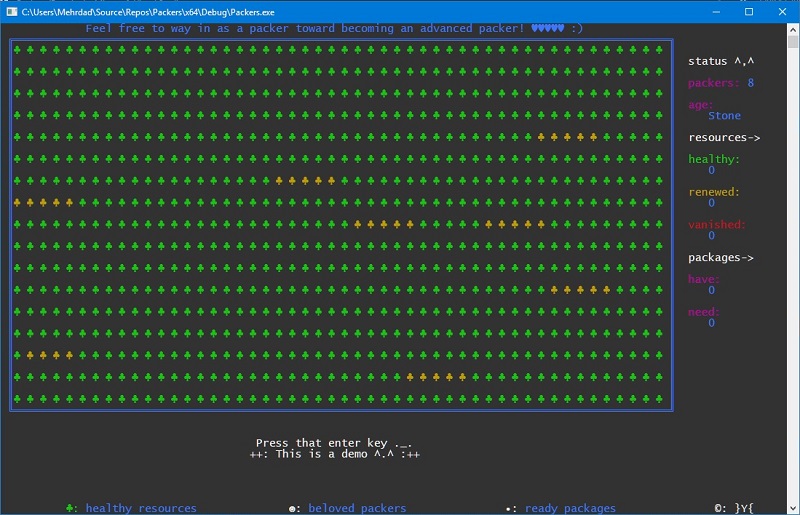 C:\Users\Mehrdad\Source\Repos\Packers\x64\Debug\Packers.exe
Feel free to way in as a packer toward becoming an advanced packer! ♥♥♥♥♥ :)
status ^,^
packers: 8
age:
Stone
resources->
healthy:
0
renewed:
0
vanished:
0
packages->
have:
0
need:
0
Press that enter key ._.
++: This is a demo ^.^ :++
♣: healthy resources ☻: beloved packers •: ready packages ©: }Y{